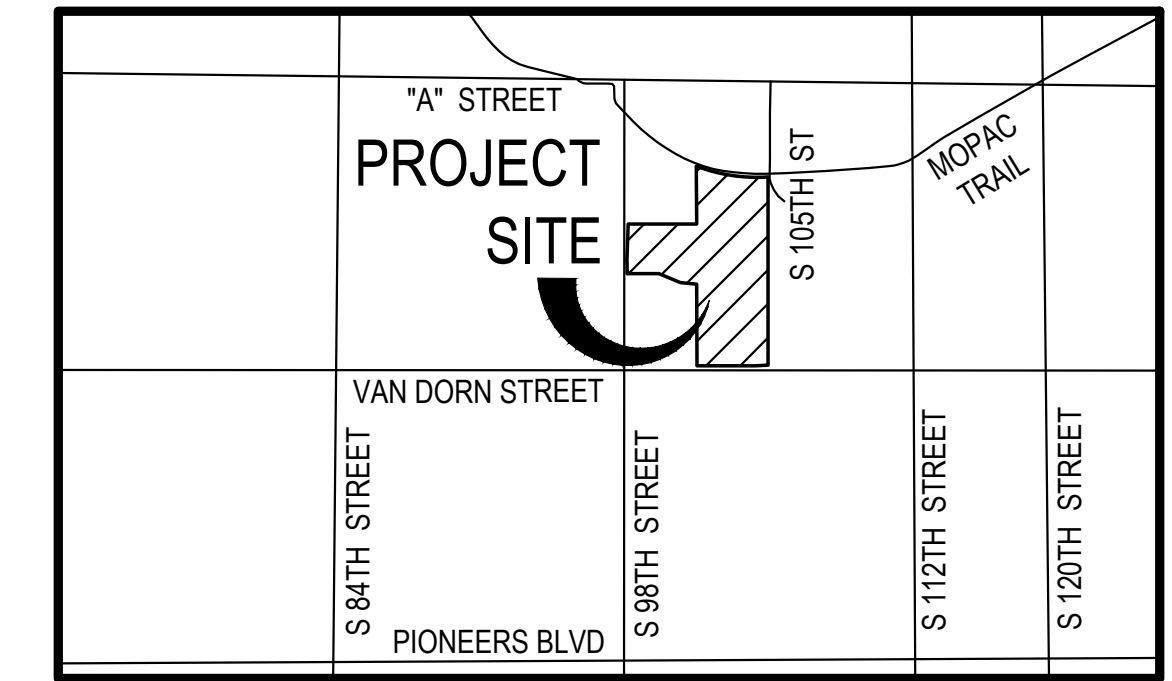 "A" STREET
PROJECT
SITE
S 105TH ST
MOPAC
TRAIL
VAN DORN STREET
S 84TH STREET
S 98TH STREET
S 112TH STREET
S 120TH STREET
PIONEERS BLVD